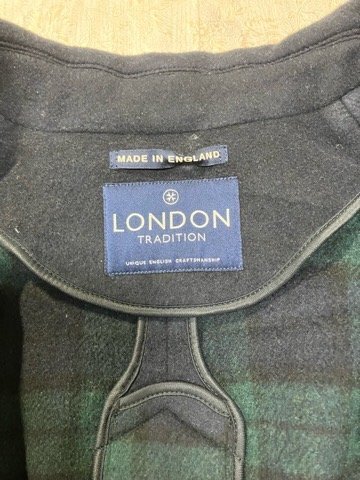 MADE IN ENGLAND
LONDON
TRADITION
UNIQUE ENGLISH CRAFTSMANSHIP